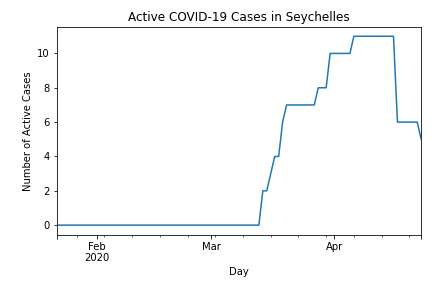 Active COVID-19 Cases in Seychelles
Number of Active Cases
10
8
6
4
2
0
Feb
2020
Mar
Apr
Day